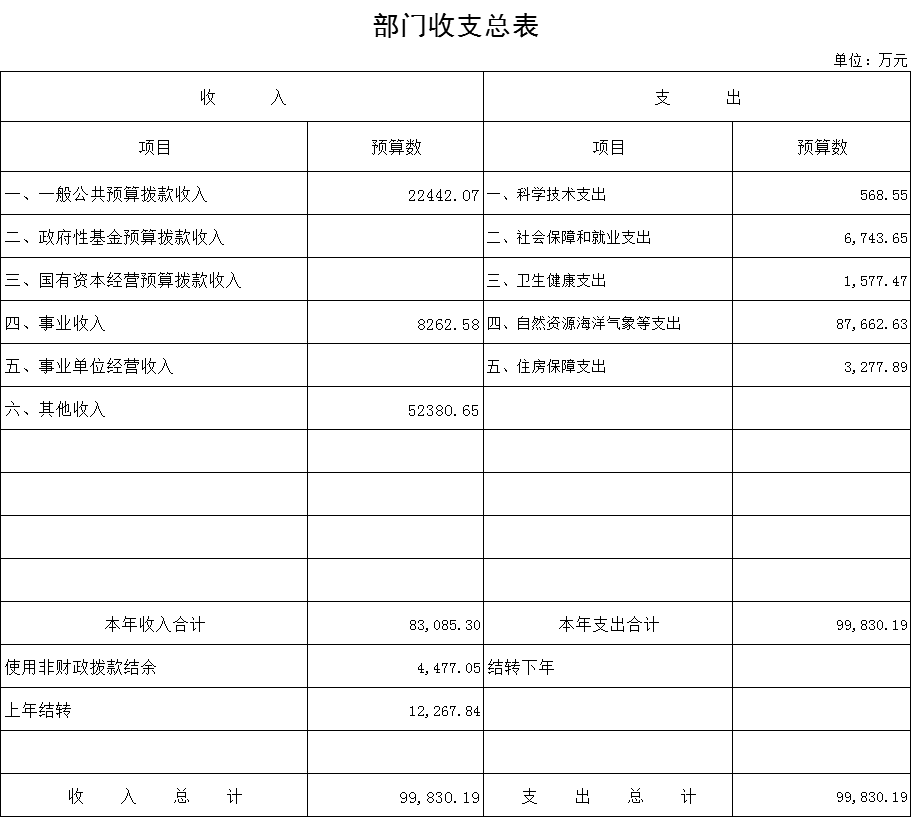 部门收支总表
单位：万元
收 入 支 出
项目 预算数 项目 预算数
一、一般公共预算拨款收入 22442.07 一、科学技术支出 568.55
二、政府性基金预算拨款收入 二、社会保障和就业支出 6,743.65
三、国有资本经营预算拨款收入 三、卫生健康支出 1,577.47
四、事业收入 8262.58 四、自然资源海洋气象等支出 87,662.63
五、事业单位经营收入 五、住房保障支出 3,277.89
六、其他收入 52380.65
本年收入合计 83,085.30 本年支出合计 99,830.19
使用非财政拨款结余 4,477.05 结转下年
上年结转 12,267.84
收 入 总 计 99,830.19 支 出 总 计 99,830.19